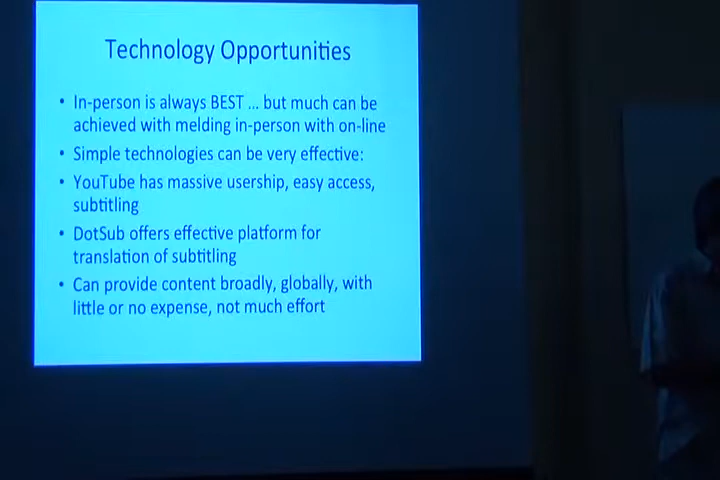 Technology Opportunities
• In-person is always BEST ... but much can be
achieved with melding in-person with on-line
• Simple technologies can be very effective:
• YouTube has massive usership, easy access,
subtitling
• DotSub offers effective platform for
translation of subtitling
• Can provide content broadly, globally, with
little or no expense, not much effort